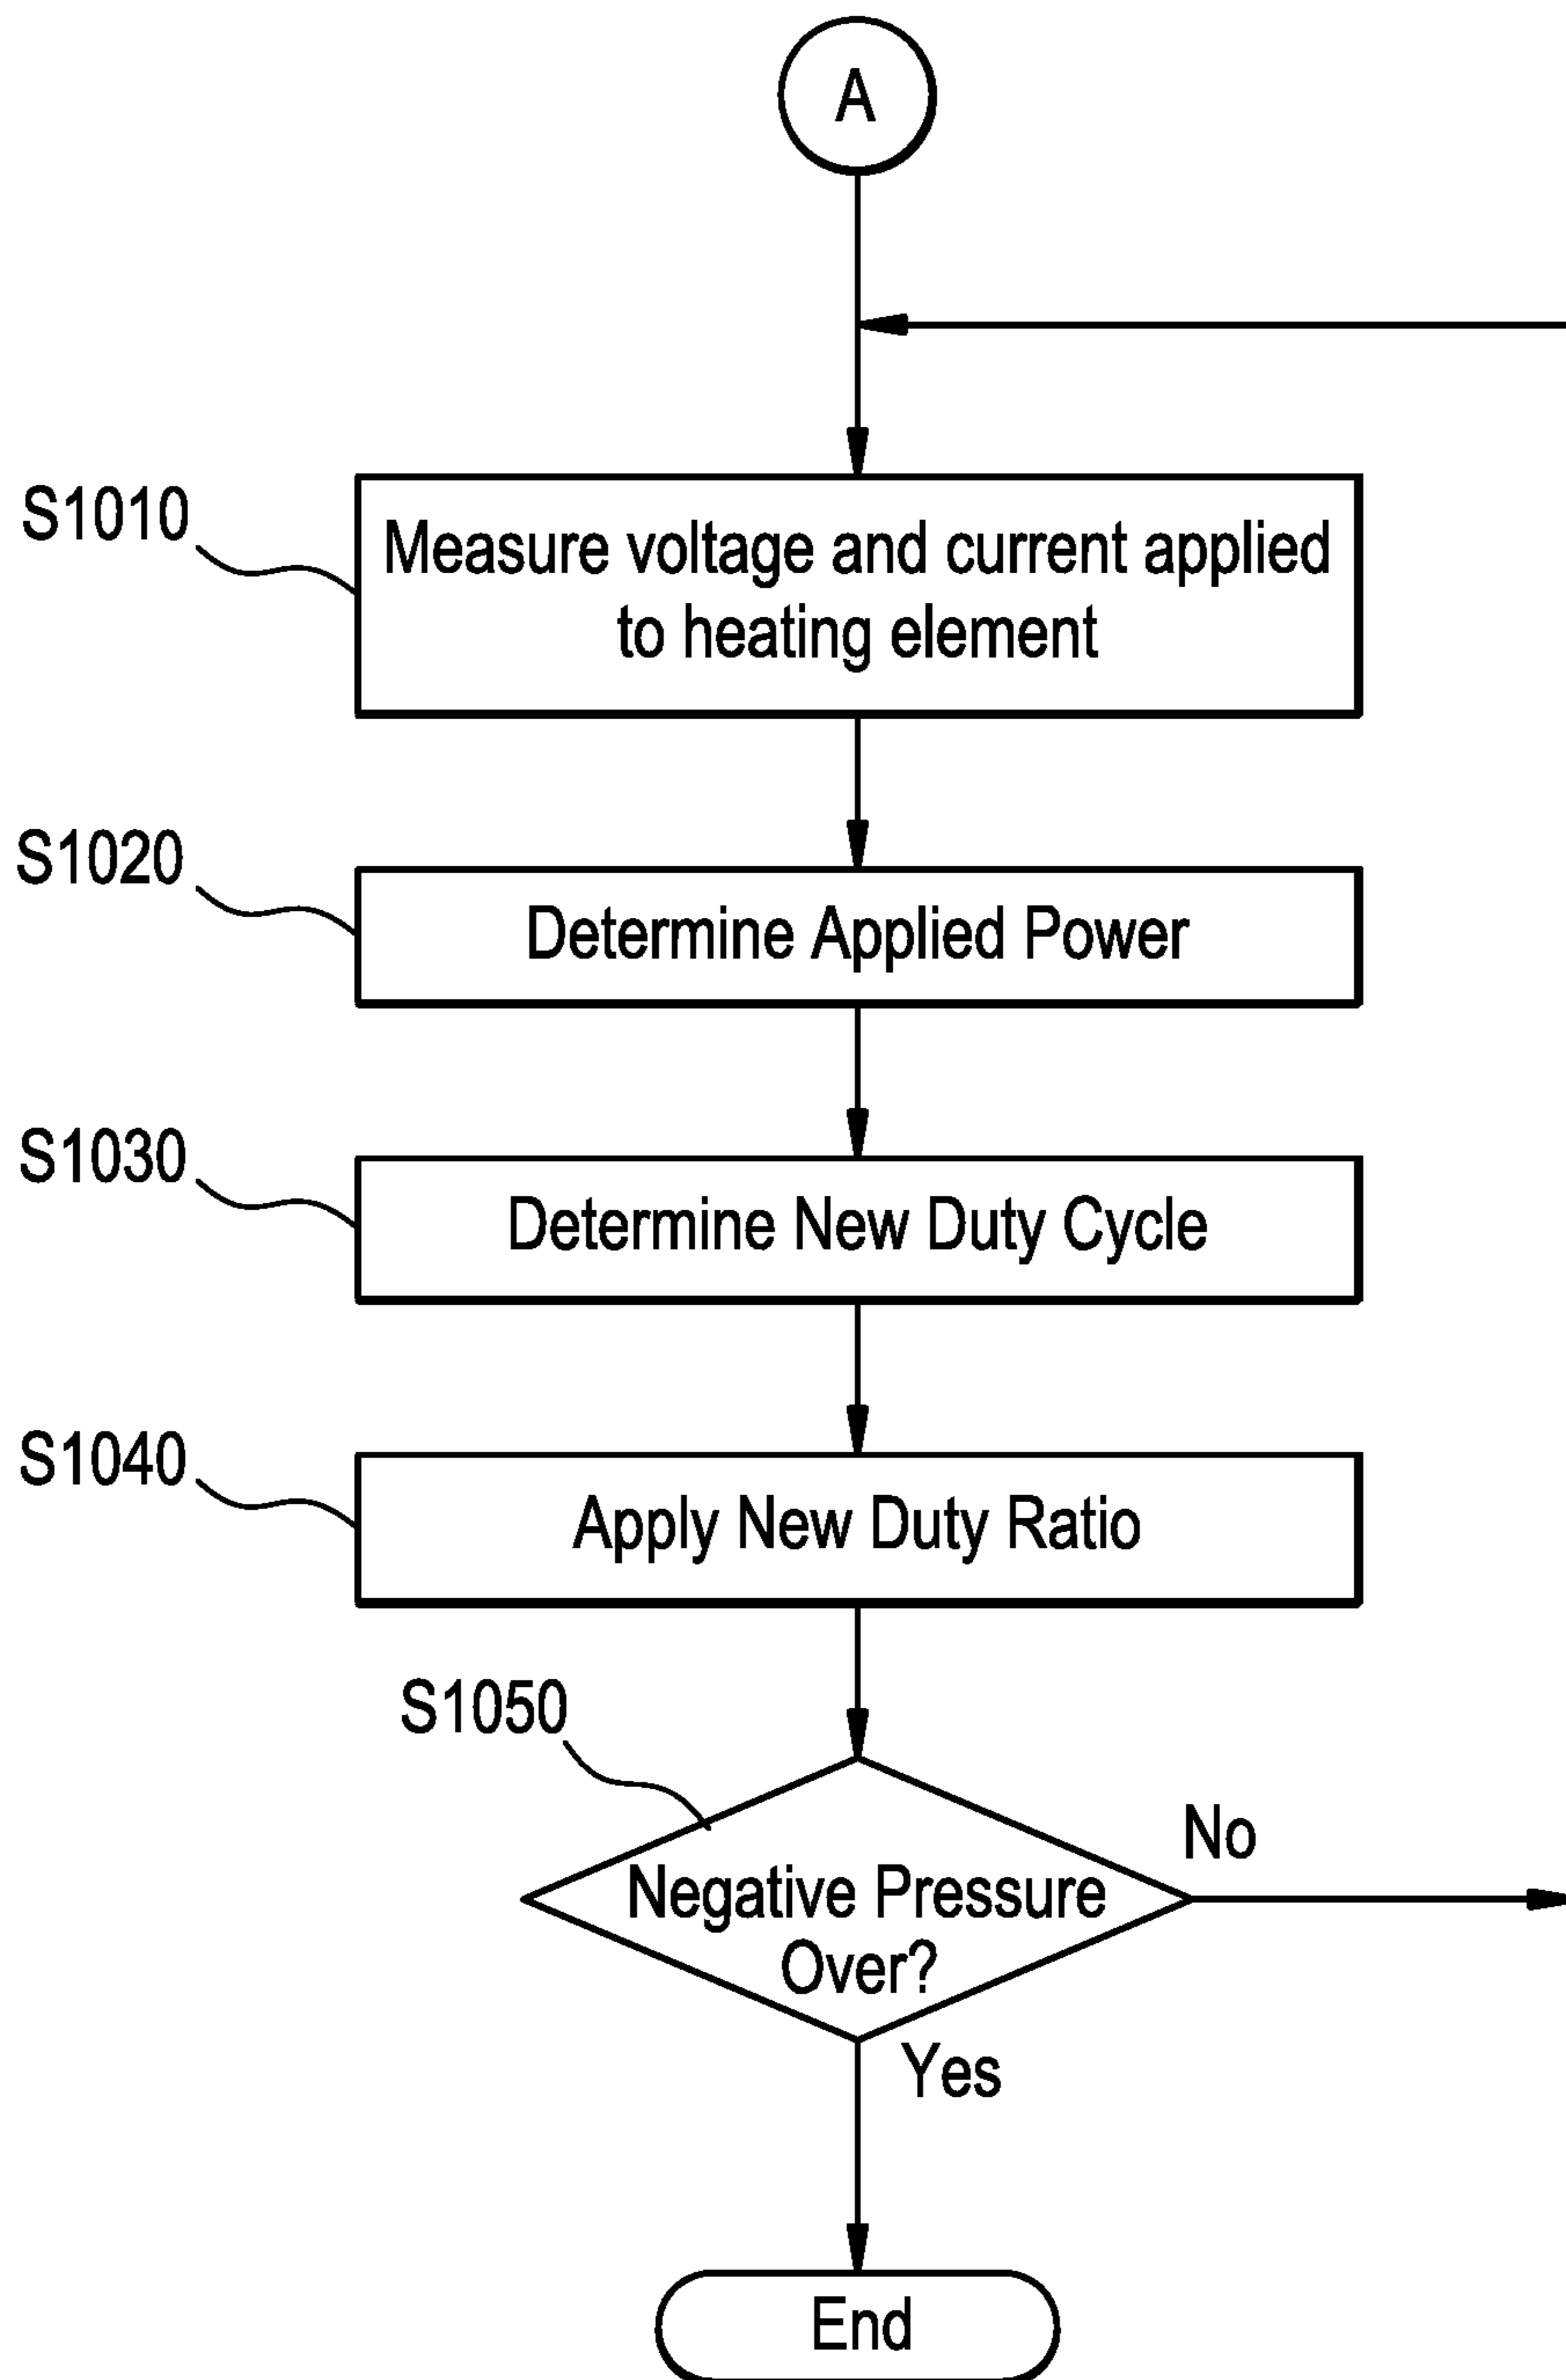 A
S1010
Measure voltage and current applied
to heating element
S1020
Determine Applied Power
S1030
Determine New Duty Cycle
S1040
Apply New Duty Ratio
S1050
No
Negative Pressure
Over?
Yes
End